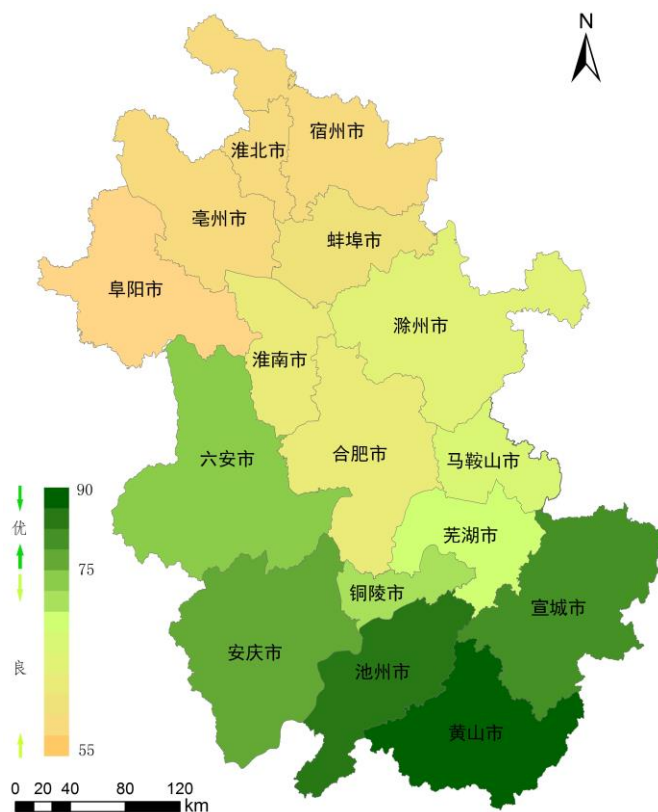 N
宿州市
淮北市
亳州市
蚌埠市
阜阳市
滁州市
淮南市
六安市
合肥市
马鞍山市
芜湖市
铜陵市
宣城市
安庆市
池州市
黄山市
90
优
75
良
55
0 20 40 80 120
km